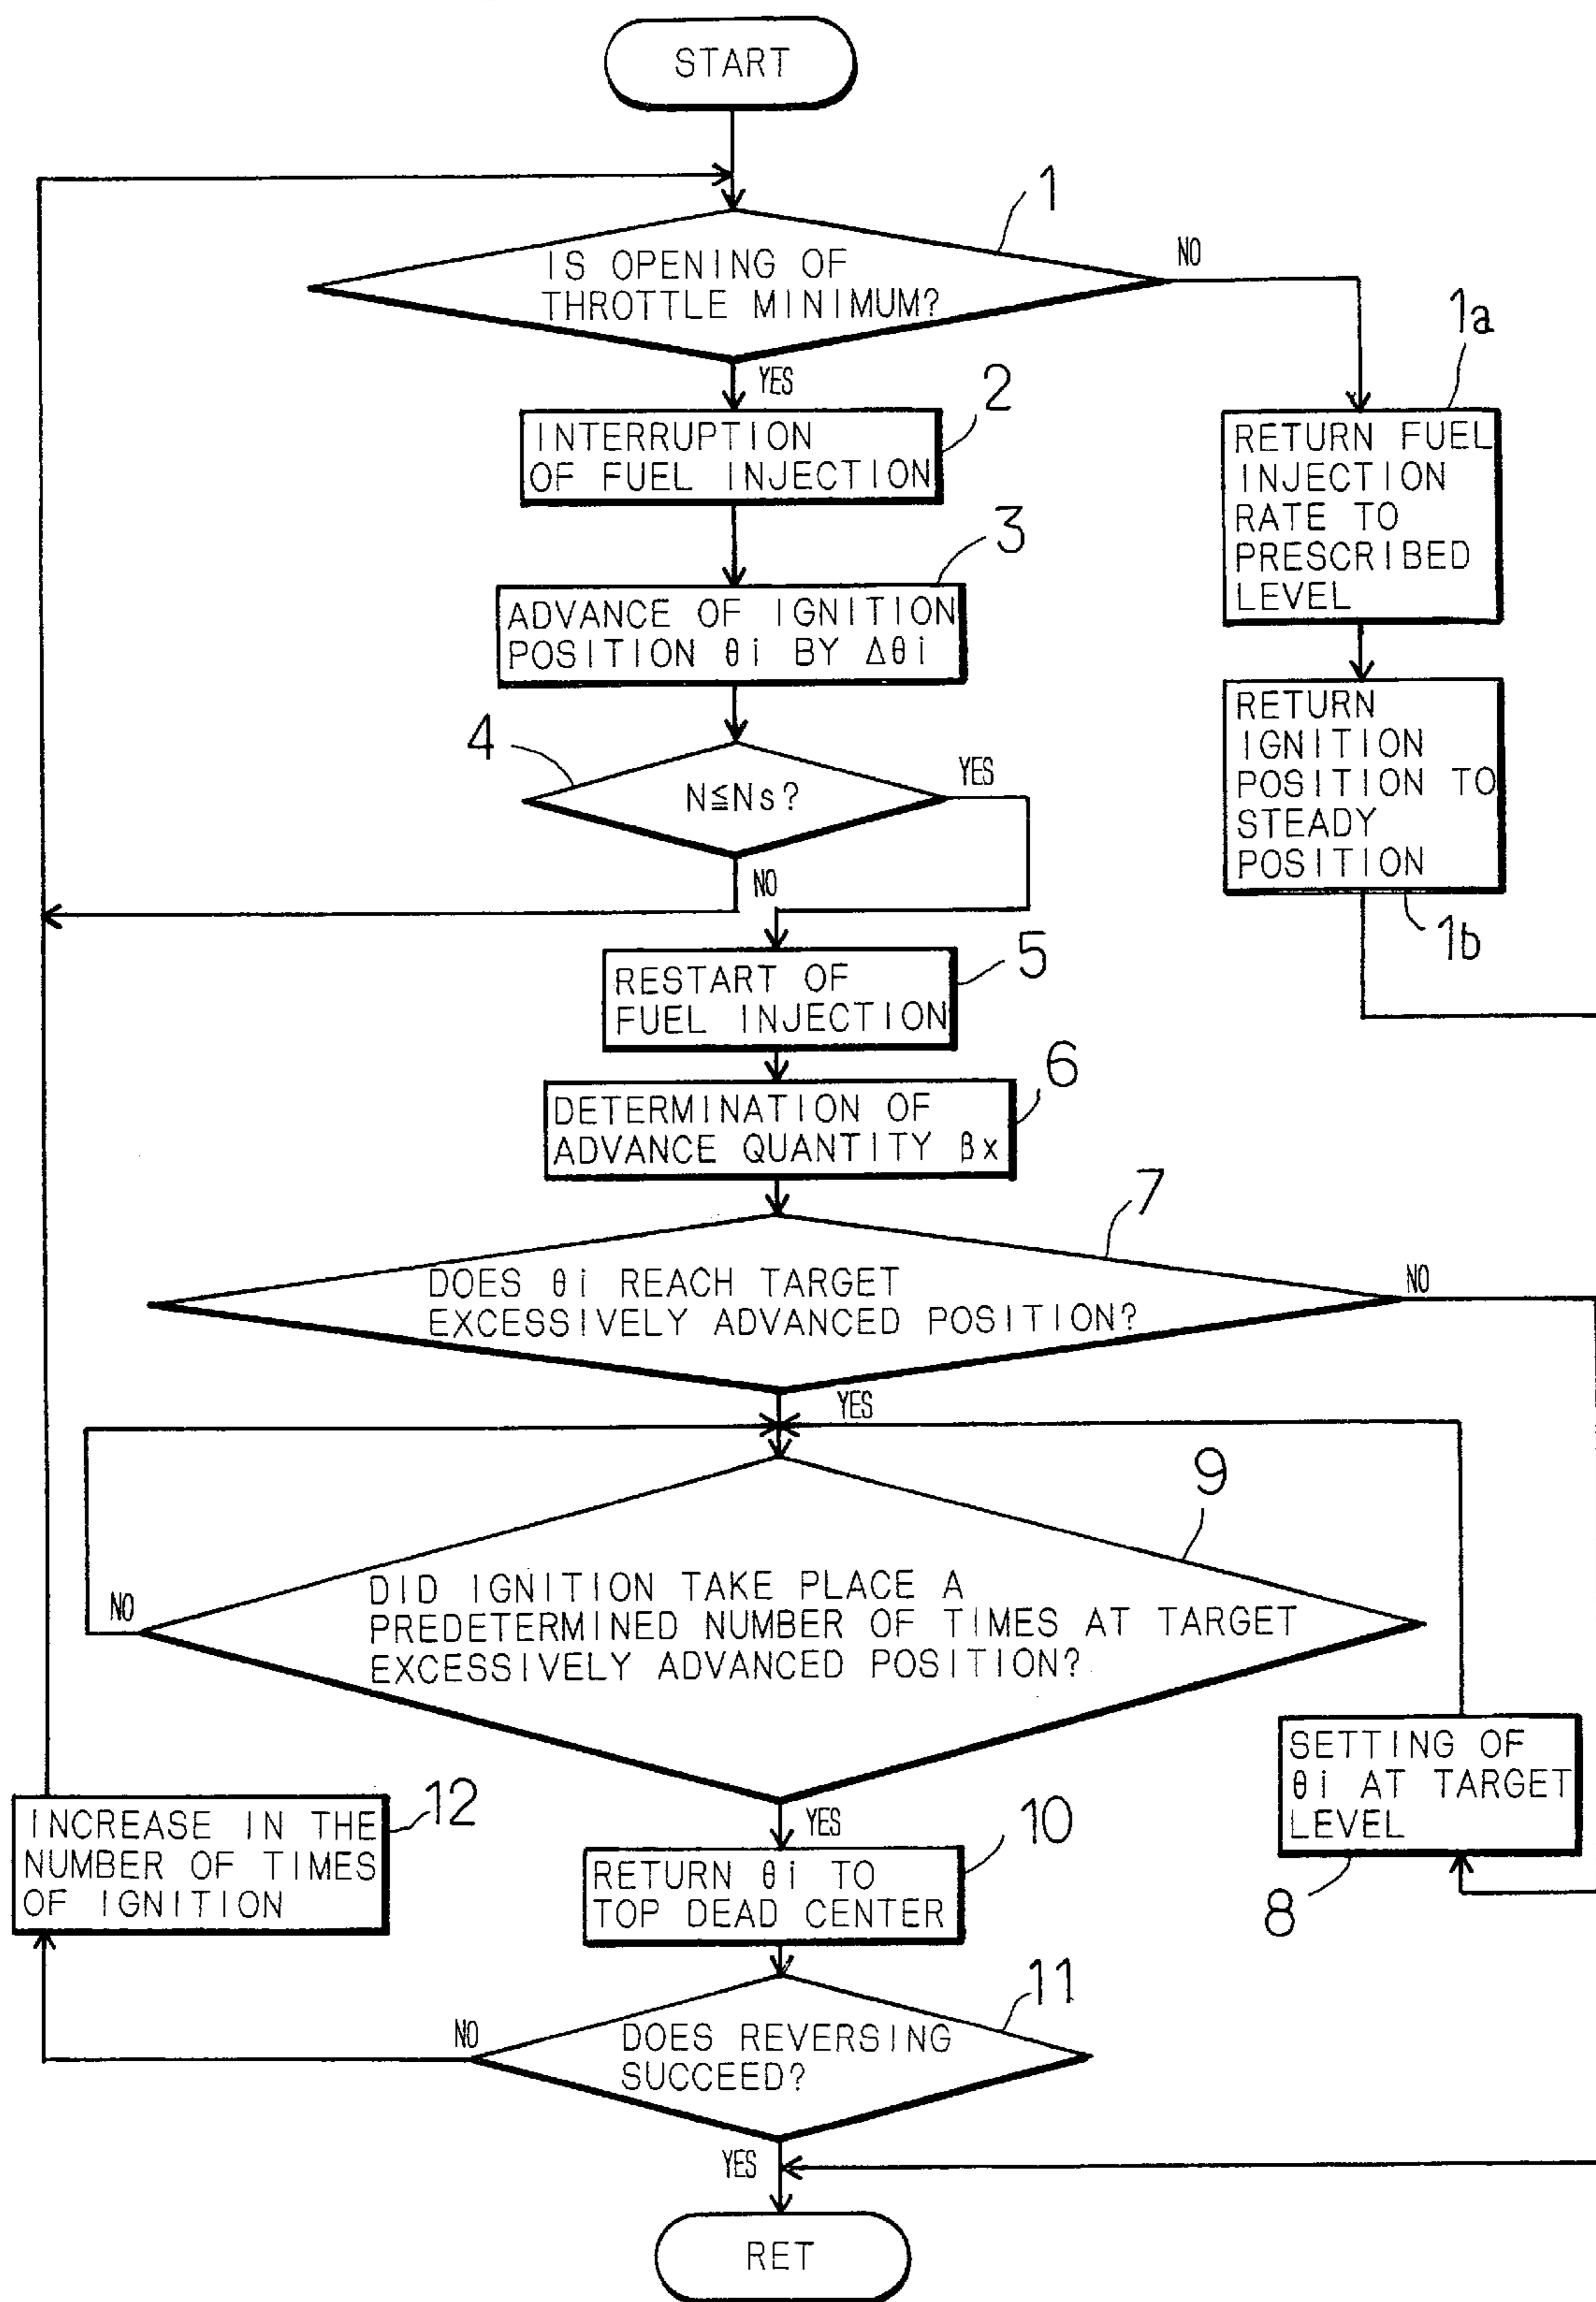 START
1
IS OPENING OF
THROTTLE MINIMUM?
NO
YES
1a
RETURN FUEL
INJECTION
RATE TO
PRESCRIBED
LEVEL
2
INTERRUPTION
OF FUEL INJECTION
3
ADVANCE OF IGNITION
POSITION θi BY Δθi
RETURN
IGNITION
POSITION TO
STEADY
POSITION
1b
4
N≦Ns?
YES
NO
5
RESTART OF
FUEL INJECTION
6
DETERMINATION OF
ADVANCE QUANTITY βx
7
DOES θi REACH TARGET
EXCESSIVELY ADVANCED POSITION?
NO
YES
9
DID IGNITION TAKE PLACE A
PREDETERMINED NUMBER OF TIMES AT TARGET
EXCESSIVELY ADVANCED POSITION?
NO
YES
SETTING OF
θi AT TARGET
LEVEL
8
12
INCREASE IN THE
NUMBER OF TIMES
OF IGNITION
10
RETURN θi TO
TOP DEAD CENTER
11
DOES REVERSING
SUCCEED?
NO
YES
RET